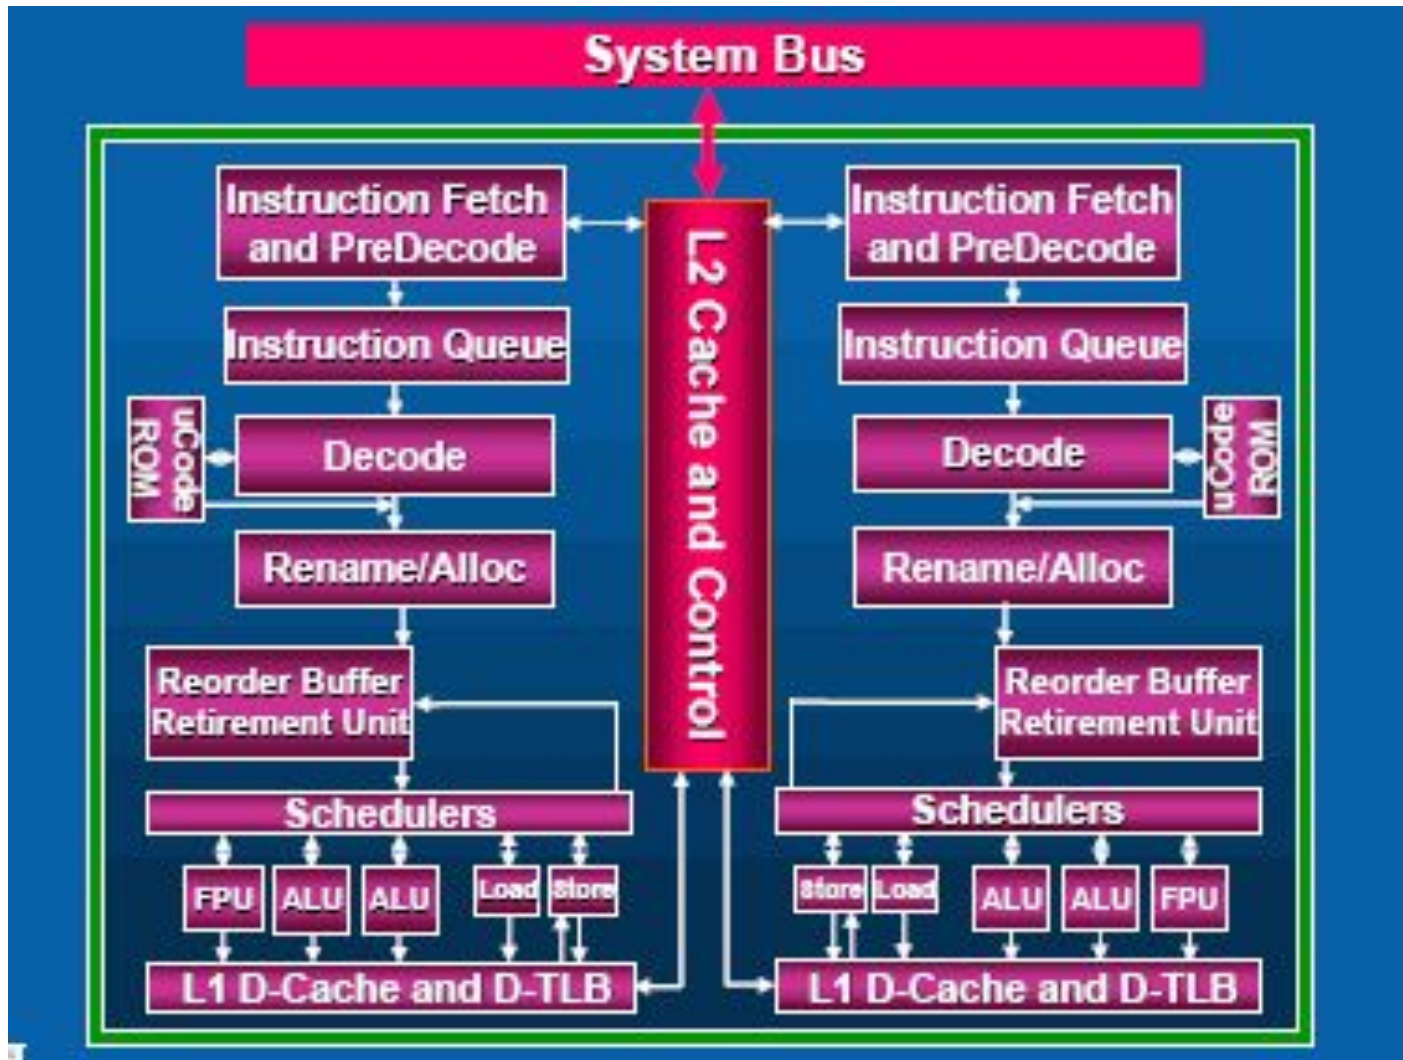 System Bus
Instruction Fetch
and PreDecode
Instruction Queue
uCode
ROM
Decode
Rename/Alloc
Reorder Buffer
Retirement Unit
Schedulers
FPU
ALU
ALU
Load
Store
L1 D-Cache and D-TLB
L2 Cache and Control
Instruction Fetch
and PreDecode
Instruction Queue
Decode
uCode
ROM
Rename/Alloc
Reorder Buffer
Retirement Unit
Schedulers
Store
Load
ALU
ALU
FPU
L1 D-Cache and D-TLB